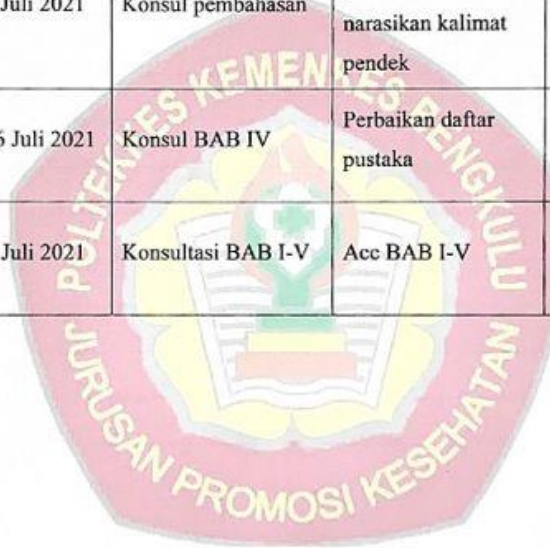 Juli 2021 Konsul pembahasan
narasikan kalimat
pendek
6 Juli 2021 Konsul BAB IV Perbaikan daftar
pustaka
Juli 2021 Konsultasi BAB I-V Acc BAB I-V
POLTEKKES KEMENKES BENGKULU
JURUSAN PROMOSI KESEHATAN